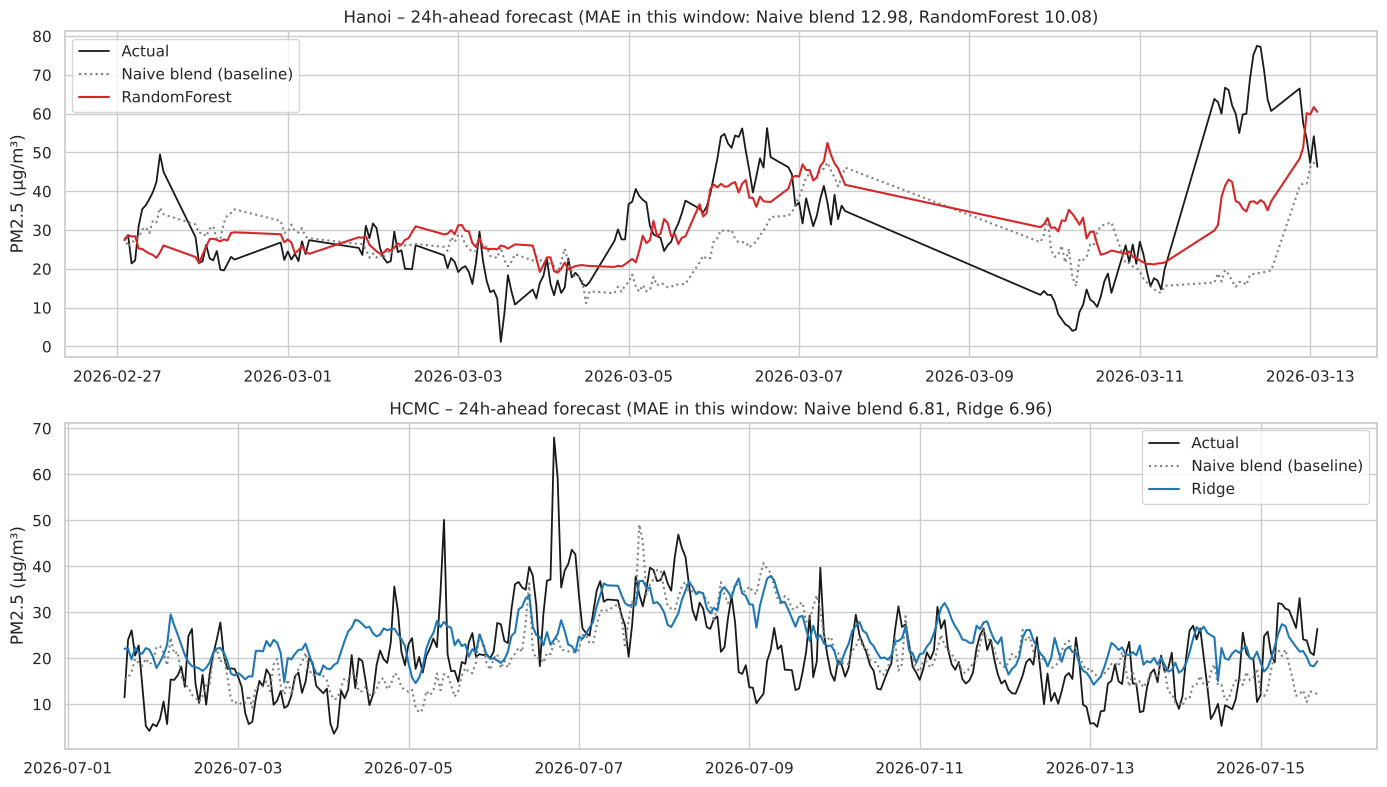 Hanoi – 24h-ahead forecast (MAE in this window: Naive blend 12.98, RandomForest 10.08)
Actual
Naive blend (baseline)
RandomForest
PM2.5 (µg/m³)
80
70
60
50
40
30
20
10
0
2026-02-27 2026-03-01 2026-03-03 2026-03-05 2026-03-07 2026-03-09 2026-03-11 2026-03-13
HCMC – 24h-ahead forecast (MAE in this window: Naive blend 6.81, Ridge 6.96)
Actual
Naive blend (baseline)
Ridge
PM2.5 (µg/m³)
70
60
50
40
30
20
10
2026-07-01 2026-07-03 2026-07-05 2026-07-07 2026-07-09 2026-07-11 2026-07-13 2026-07-15